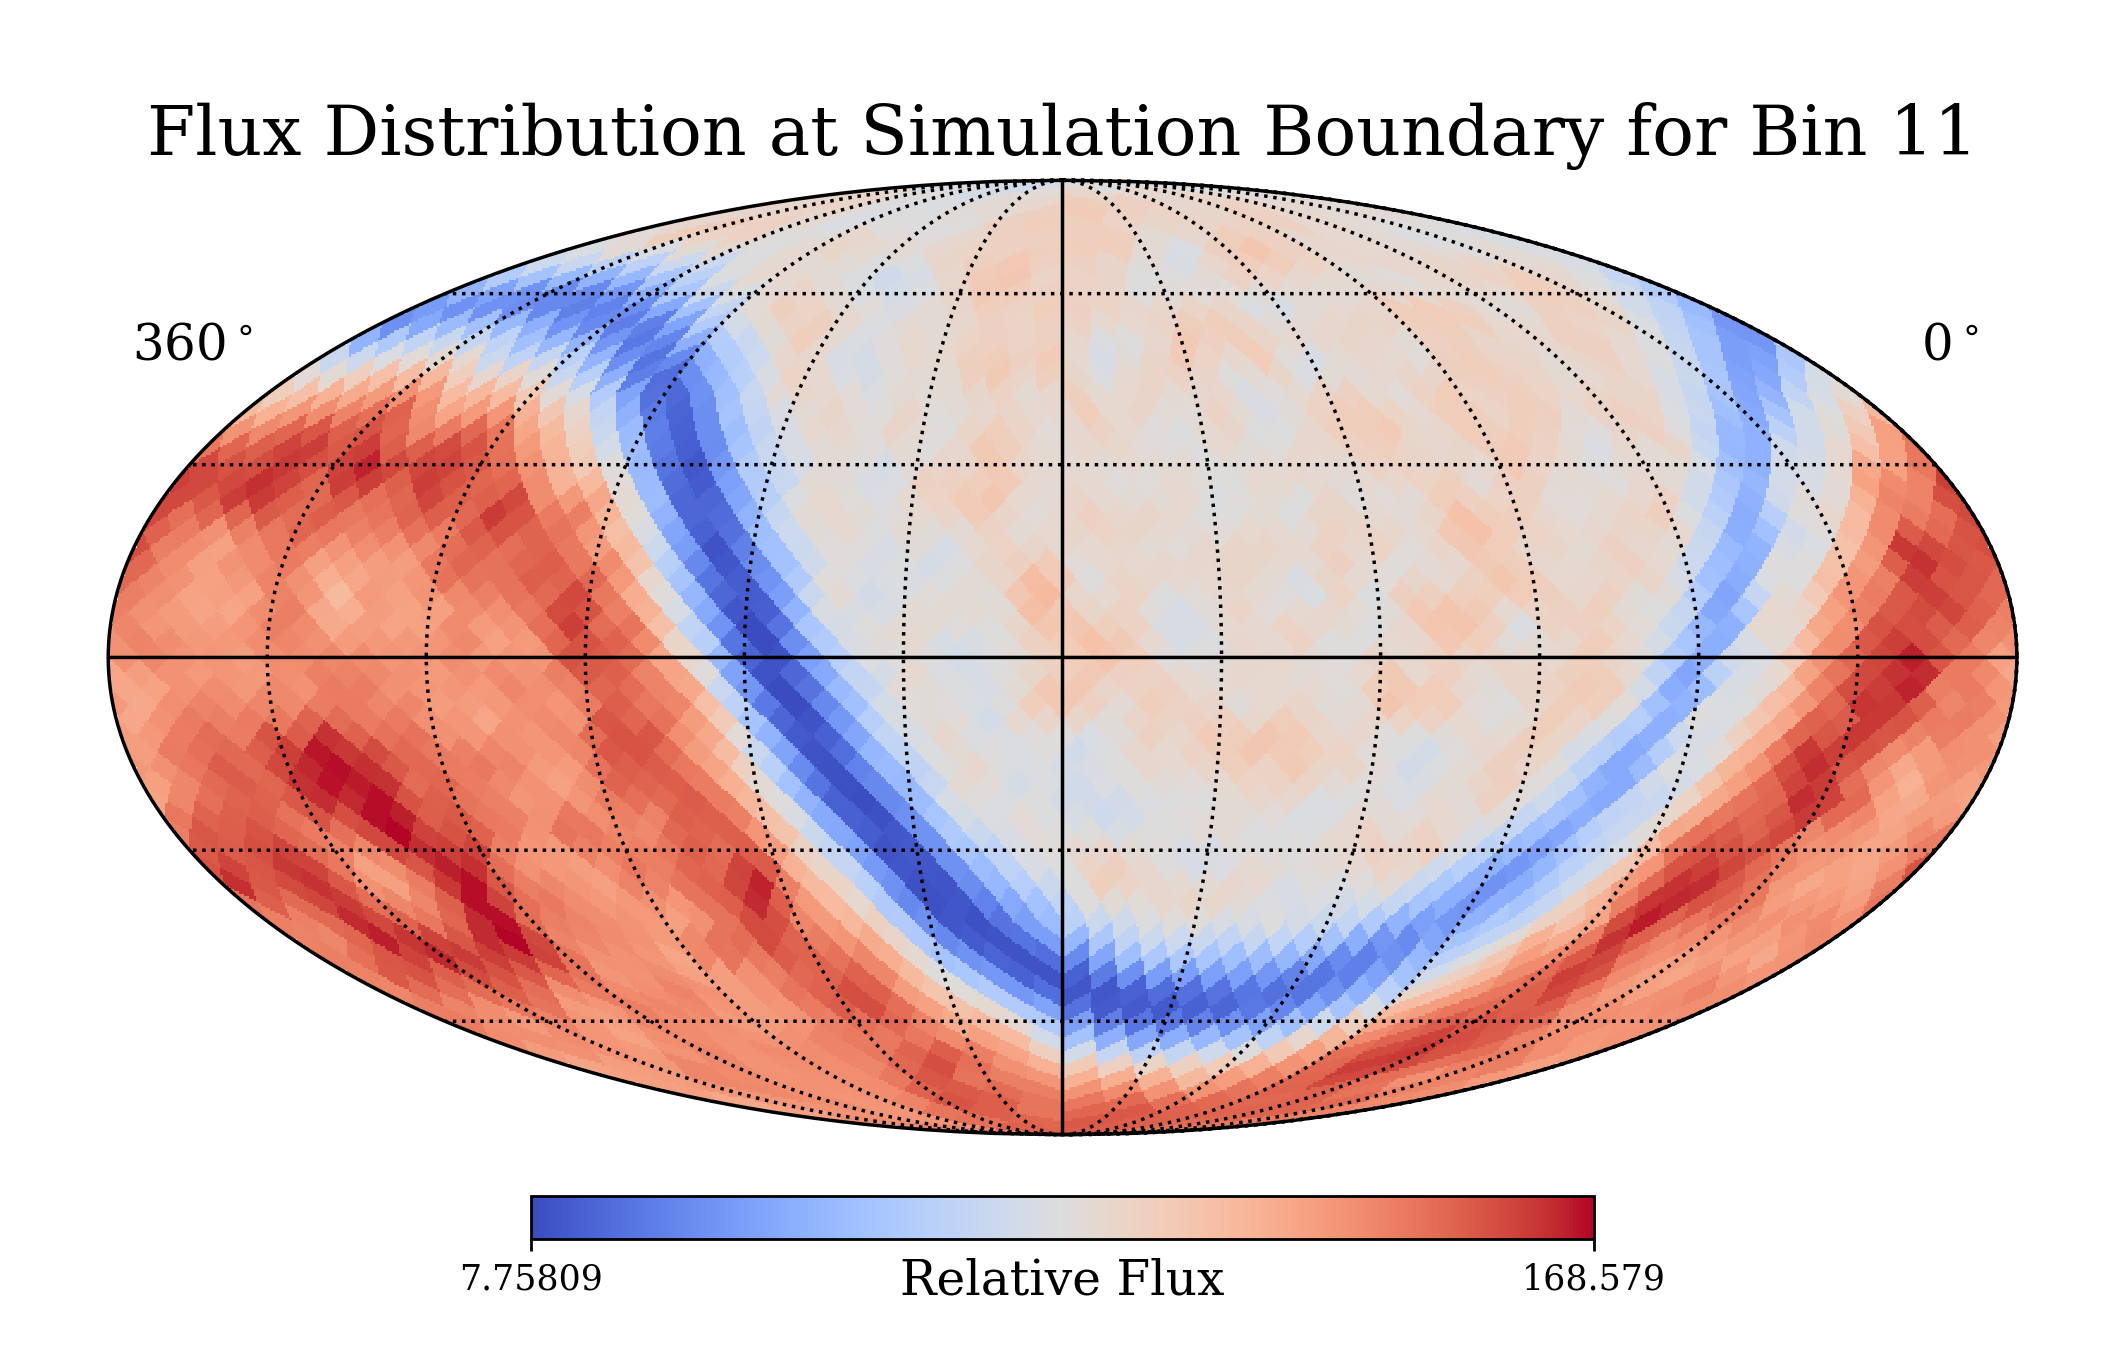 Flux Distribution at Simulation Boundary for Bin 11
360°
0°
7.75809
Relative Flux
168.579